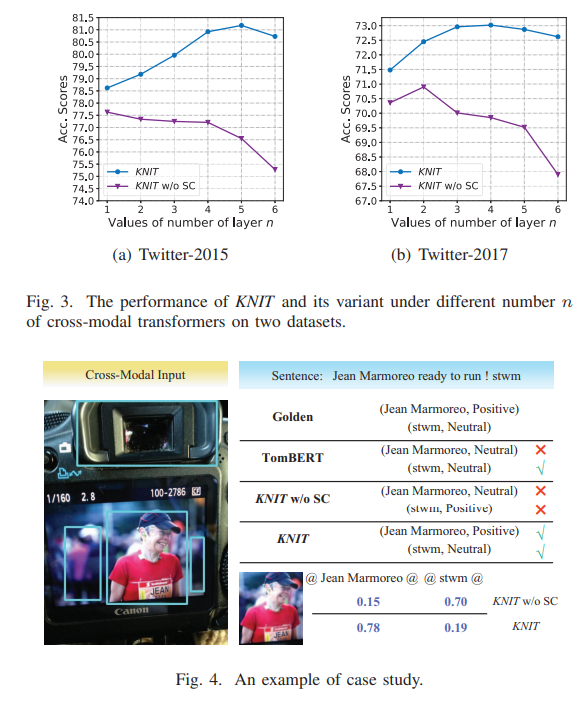 81.5
81.0
80.5
80.0
79.5
79.0
78.5
78.0
77.5
77.0
76.5
76.0
75.5
75.0
74.5
74.0
Acc. Scores
KNIT
KNIT w/o SC
1 2 3 4 5 6
Values of number of layer n
(a) Twitter-2015
73.0
72.5
72.0
71.5
71.0
70.5
70.0
69.5
69.0
68.5
68.0
67.5
67.0
Acc. Scores
KNIT
KNIT w/o SC
1 2 3 4 5 6
Values of number of layer n
(b) Twitter-2017
Fig. 3. The performance of KNIT and its variant under different number n
of cross-modal transformers on two datasets.
Cross-Modal Input
1/160 2.8 100-2786
JEAN
Canon
Sentence: Jean Marmoreo ready to run ! stwm
Golden
(Jean Marmoreo, Positive)
(stwm, Neutral)
TomBERT
(Jean Marmoreo, Neutral) ×
(stwm, Neutral) √
KNIT w/o SC
(Jean Marmoreo, Neutral) ×
(stwm, Positive) ×
KNIT
(Jean Marmoreo, Positive) √
(stwm, Neutral) √
@ Jean Marmoreo @ @ stwm @
0.15 0.70 KNIT w/o SC
0.78 0.19 KNIT
JEAN
Fig. 4. An example of case study.